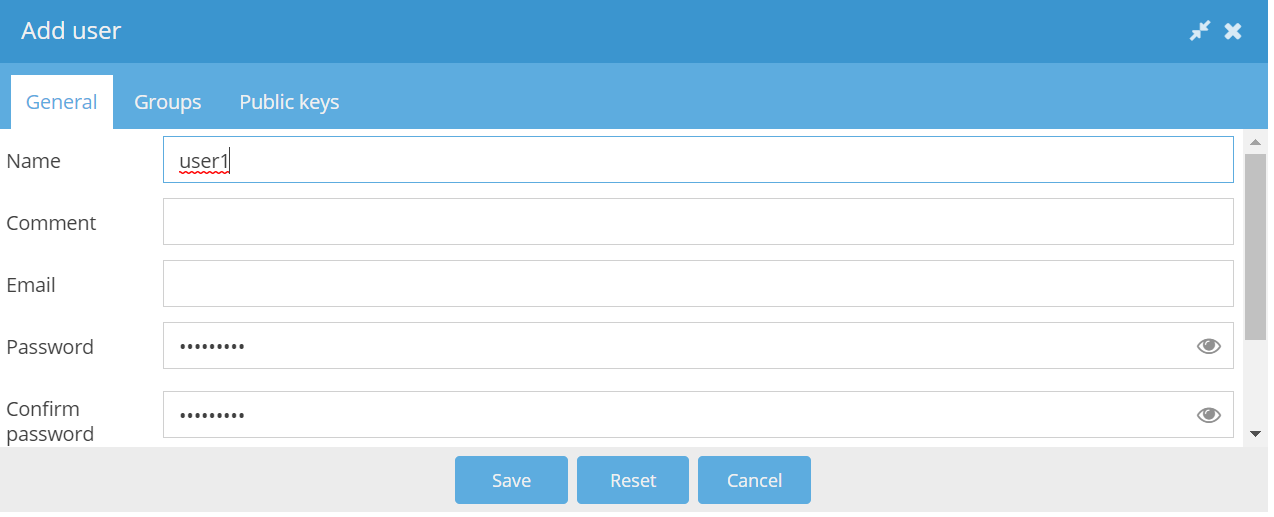 Add user
General Groups Public keys
Name user1
Comment
Email
Password •••••••••
Confirm •••••••••
password
Save Reset Cancel